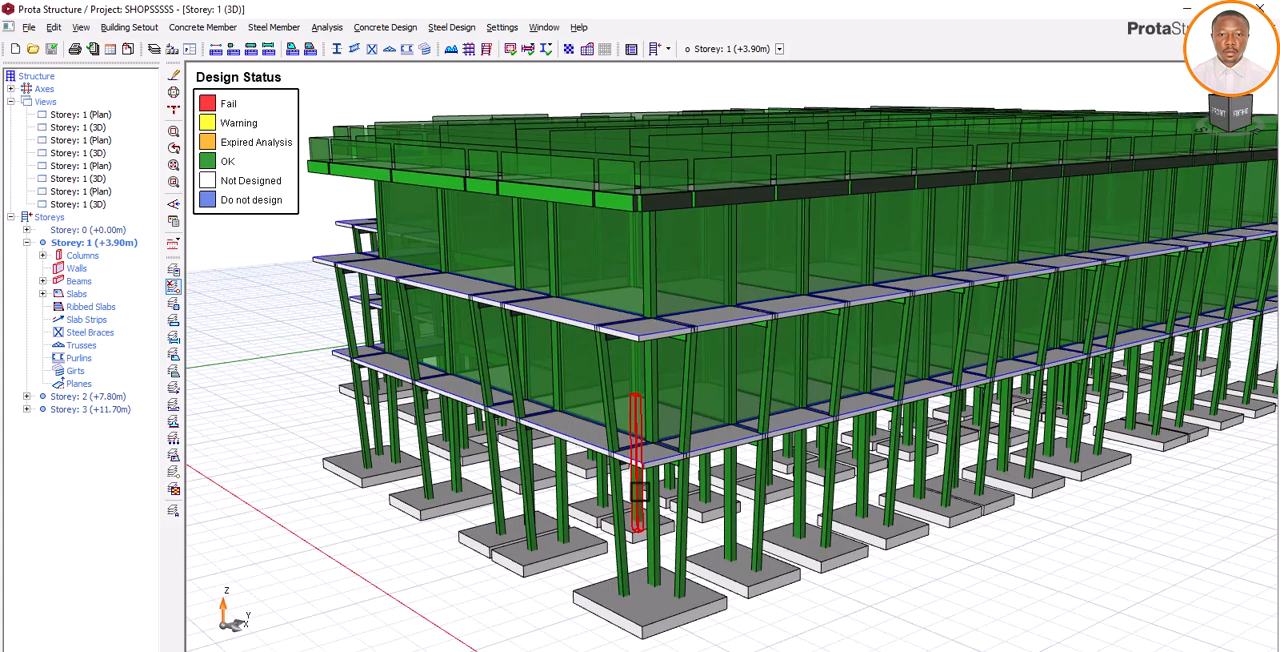 Prota Structure / Project: SHOPSSSSS - [Storey: 1 (3D)]
File Edit View Building Setout Concrete Member Steel Member Analysis Concrete Design Steel Design Settings Window Help
ProtaSt
Storey: 1 (+3.90m)
Structure
Axes
Views
Storey: 1 (Plan)
Storey: 1 (3D)
Storey: 1 (Plan)
Storey: 1 (3D)
Storey: 1 (Plan)
Storey: 1 (3D)
Storey: 1 (Plan)
Storey: 1 (3D)
Storeys
Storey: 0 (+0.00m)
Storey: 1 (+3.90m)
Columns
Walls
Beams
Slabs
Ribbed Slabs
Slab Strips
Steel Braces
Trusses
Purlins
Girts
Planes
Storey: 2 (+7.80m)
Storey: 3 (+11.70m)
Design Status
Fail
Warning
Expired Analysis
OK
Not Designed
Do not design
Z
Y
X